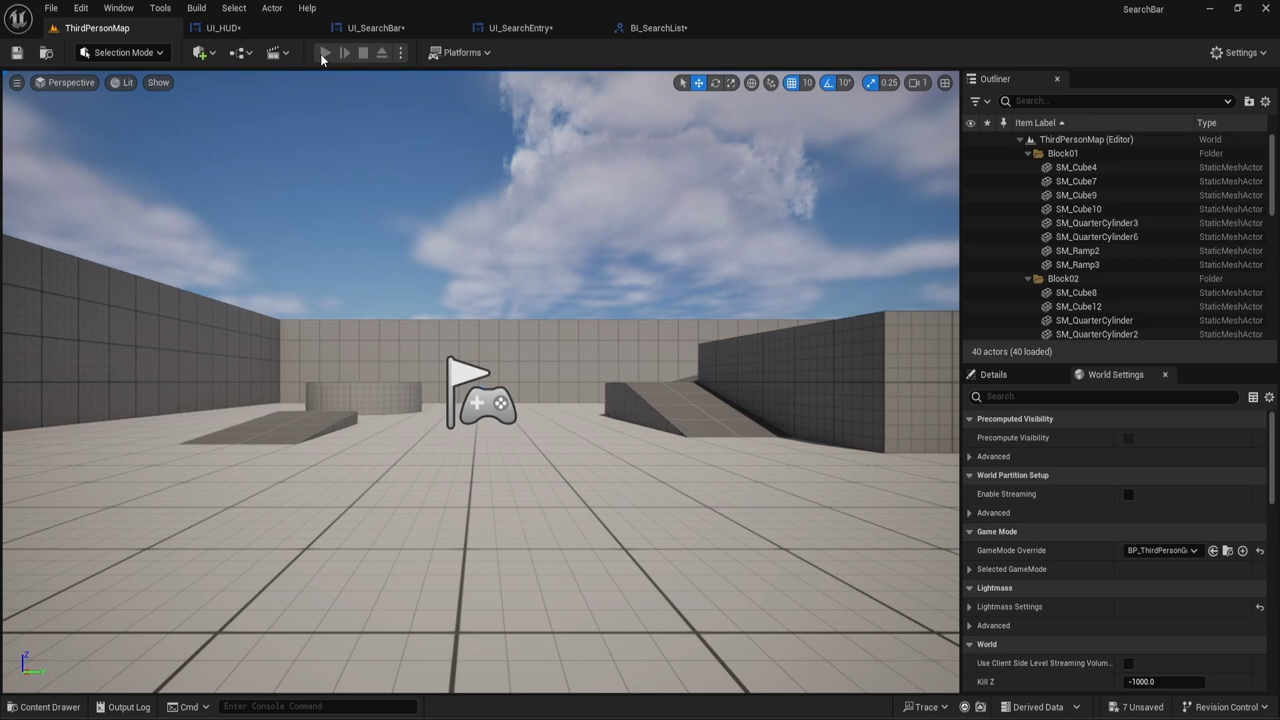 File Edit Window Tools Build Select Actor Help
SearchBar
ThirdPersonMap
UI_HUD*
UI_SearchBar*
UI_SearchEntry*
BI_SearchList*
Selection Mode
Platforms
Settings
Perspective
Lit
Show
10
10°
0.25
1
Outliner
Search...
Item Label
Type
ThirdPersonMap (Editor) World
Block01 Folder
SM_Cube4 StaticMeshActor
SM_Cube7 StaticMeshActor
SM_Cube9 StaticMeshActor
SM_Cube10 StaticMeshActor
SM_QuarterCylinder3 StaticMeshActor
SM_QuarterCylinder6 StaticMeshActor
SM_Ramp2 StaticMeshActor
SM_Ramp3 StaticMeshActor
Block02 Folder
SM_Cube8 StaticMeshActor
SM_Cube12 StaticMeshActor
SM_QuarterCylinder StaticMeshActor
SM_QuarterCylinder2 StaticMeshActor
40 actors (40 loaded)
Details
World Settings
Search
Precomputed Visibility
Precompute Visibility
Advanced
World Partition Setup
Enable Streaming
Advanced
Game Mode
GameMode Override BP_ThirdPersonG
Selected GameMode
Lightmass
Lightmass Settings
Advanced
World
Use Client Side Level Streaming Volum...
Kill Z -1000.0
Z
Y
Content Drawer
Output Log
Cmd
Enter Console Command
Trace
Derived Data
7 Unsaved
Revision Control